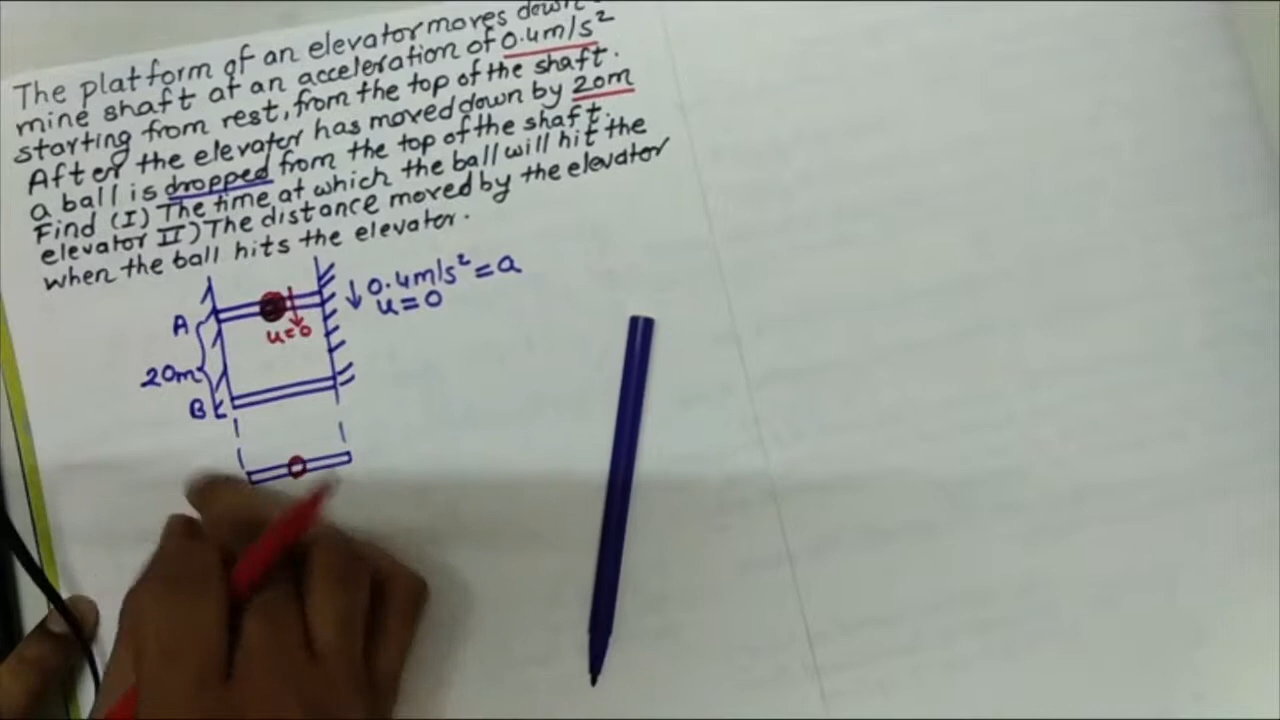 The platform of an elevator moves down
mine shaft at an acceleration of 0.4m/s²
starting from rest, from the top of the shaft.
After the elevater has moved down by 20m
a ball is dropped from the top of the shaft.
Find (I) The time at which the ball will hit the
elevator II) The distance moved by the elevator
when the ball hits the elevator.
0.4m/s² = a
u = 0
A
u=0
20m
B